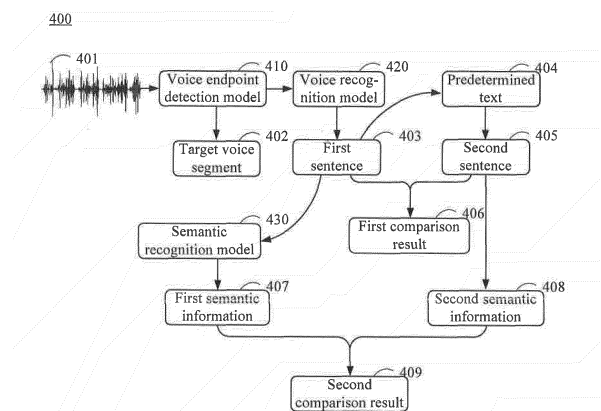 400
401
410
Voice endpoint
detection model
420
Voice recog-
nition model
404
Predetermined
text
402
Target voice
segment
403
First
sentence
405
Second
sentence
406
First comparison
result
430
Semantic
recognition model
407
First semantic
information
408
Second semantic
information
409
Second
comparison result